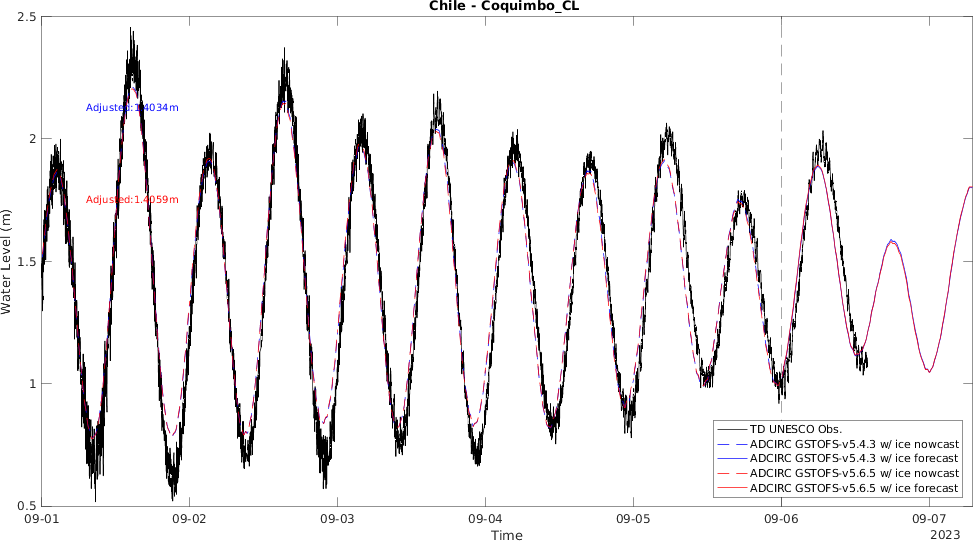 Chile - Coquimbo_CL
2.5
2
1.5
1
0.5
Water Level (m)
Adjusted:1.4034m
Adjusted:1.4059m
TD UNESCO Obs.
ADCIRC GSTOFS-v5.4.3 w/ ice nowcast
ADCIRC GSTOFS-v5.4.3 w/ ice forecast
ADCIRC GSTOFS-v5.6.5 w/ ice nowcast
ADCIRC GSTOFS-v5.6.5 w/ ice forecast
09-01 09-02 09-03 09-04 09-05 09-06 09-07
Time
2023